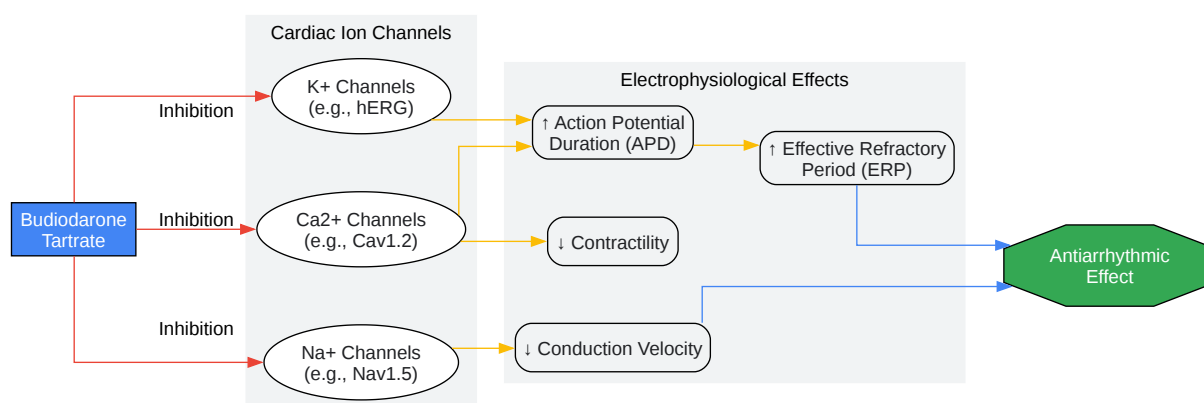 Cardiac Ion Channels
K+ Channels
(e.g., hERG)
Inhibition
Electrophysiological Effects
↑ Action Potential
Duration (APD)
↑ Effective Refractory
Period (ERP)
Budiodarone
Tartrate
Inhibition
Ca2+ Channels
(e.g., Cav1.2)
↓ Contractility
Antiarrhythmic
Effect
Inhibition
Na+ Channels
(e.g., Nav1.5)
↓ Conduction Velocity